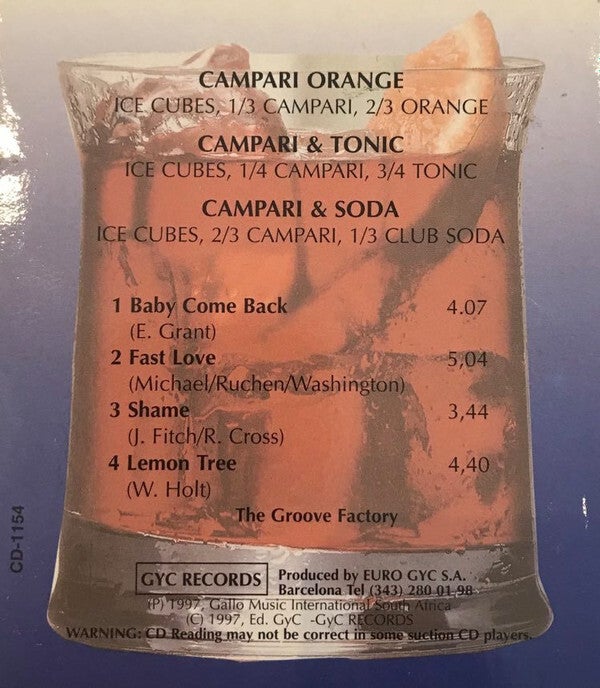 CAMPARI ORANGE
ICE CUBES, 1/3 CAMPARI, 2/3 ORANGE
CAMPARI & TONIC
ICE CUBES, 1/4 CAMPARI, 3/4 TONIC
CAMPARI & SODA
ICE CUBES, 2/3 CAMPARI, 1/3 CLUB SODA
1 Baby Come Back 4.07
(E. Grant)
2 Fast Love 5,04
(Michael/Ruchen/Washington)
3 Shame 3,44
(J. Fitch/R. Cross)
4 Lemon Tree 4,40
(W. Holt)
The Groove Factory
CD-1154
GYC RECORDS Produced by EURO GYC S.A.
Barcelona Tel (343) 280 01 98
(P) 1997, Gallo Music International South Africa
(C) 1997, Ed. GyC -GyC RECORDS
WARNING: CD Reading may not be correct in some suction CD players.